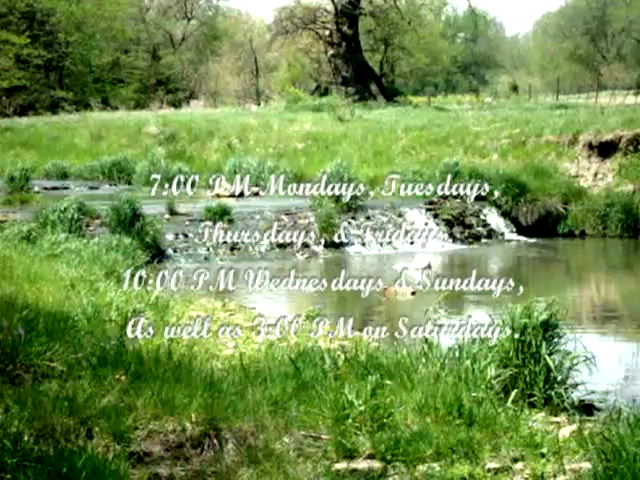 7:00 PM Mondays, Tuesdays,
Thursdays, & Fridays
10:00 PM Wednesdays & Sundays,
As well as PM on Saturdays.